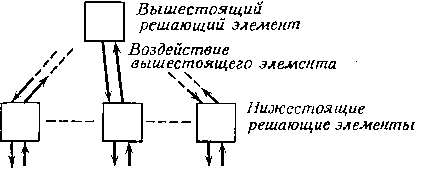 Вышестоящий
решающий элемент
Воздействие
вышестоящего элемента
Нижестоящие
решающие элементы